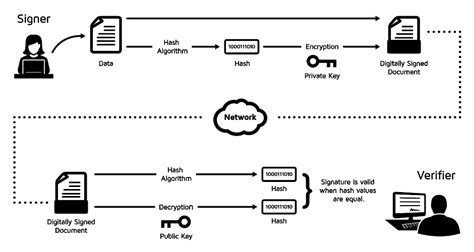 Signer
Data
Hash
Algorithm
1000111010
Hash
Encryption
Private Key
Digitally Signed
Document
Network
Digitally Signed
Document
Hash
Algorithm
Decryption
Public Key
1000111010
Hash
1000111010
Hash
Signature is valid
when hash values
are equal.
Verifier